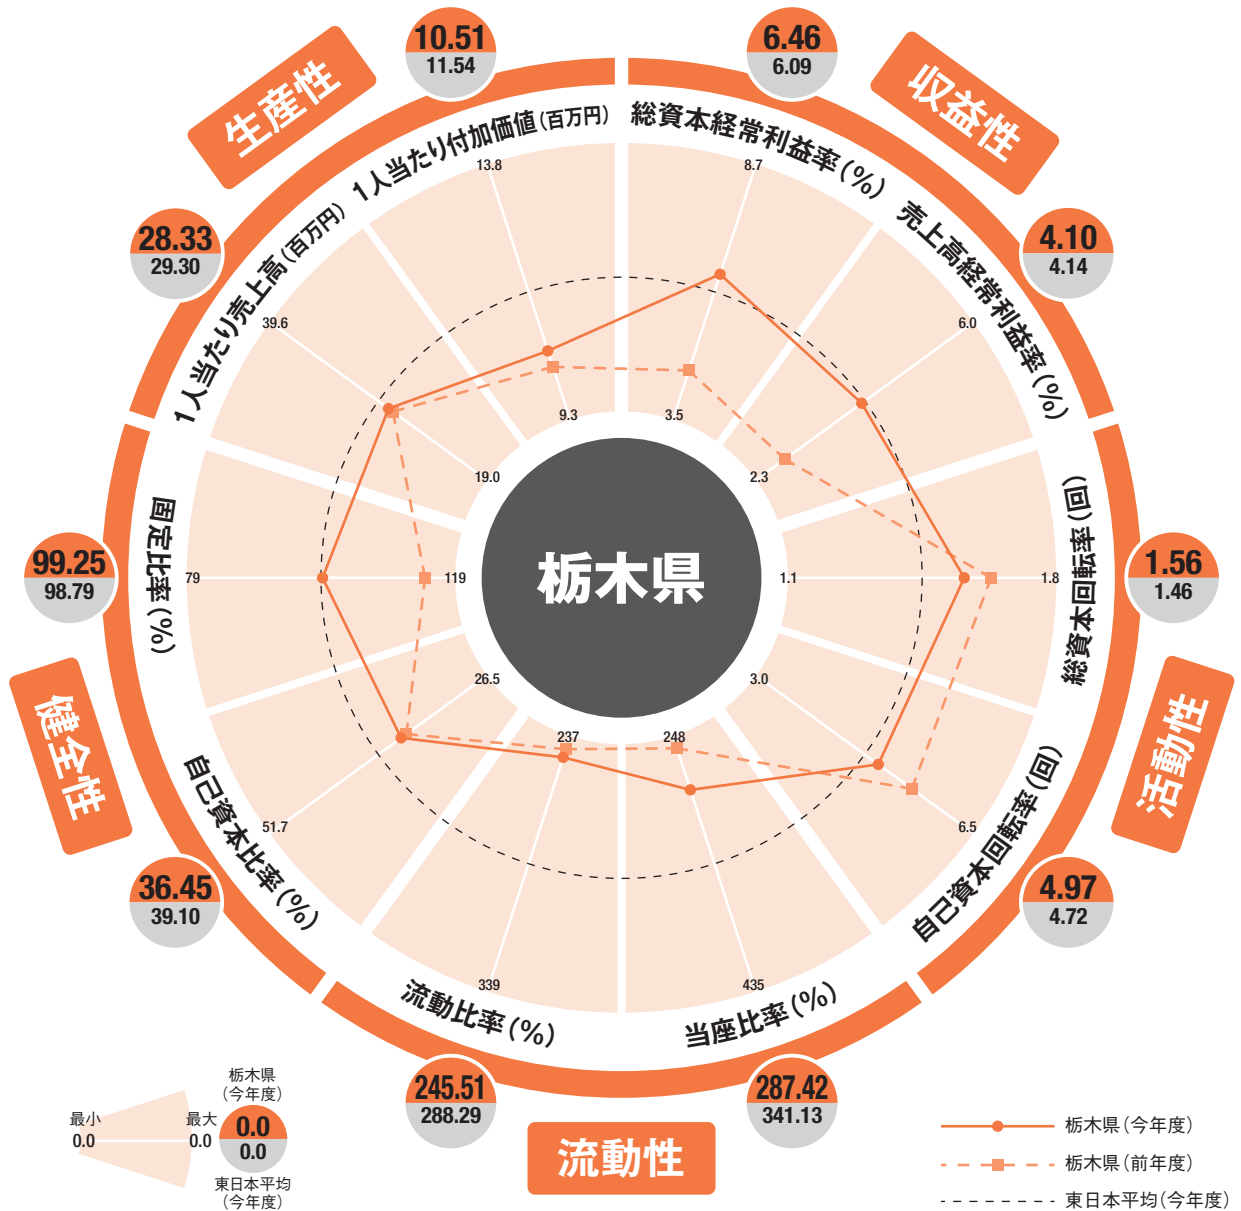 収益性
6.46
6.09
総資本経常利益率(%)
8.7
3.5
4.10
4.14
売上高経常利益率(%)
6.0
2.3
活動性
1.56
1.46
総資本回転率(回)
1.8
1.1
4.97
4.72
自己資本回転率(回)
6.5
3.0
流動性
287.42
341.13
当座比率(%)
435
248
245.51
288.29
流動比率(%)
339
237
健全性
36.45
39.10
自己資本比率(%)
51.7
26.5
99.25
98.79
固定比率(%)
79
119
生産性
28.33
29.30
1人当たり売上高(百万円)
39.6
19.0
10.51
11.54
1人当たり付加価値(百万円)
13.8
9.3
栃木県
栃木県
(今年度)
最小
0.0
最大
0.0
0.0
0.0
東日本平均
(今年度)
栃木県(今年度)
栃木県(前年度)
東日本平均(今年度)